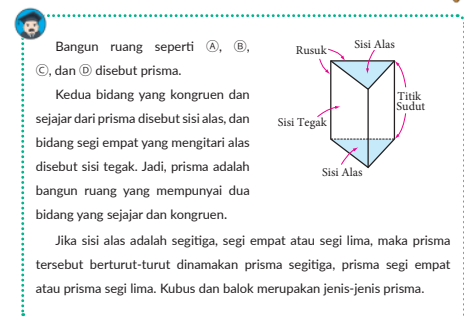 Bangun ruang seperti Ⓐ, Ⓑ,
Ⓒ, dan Ⓓ disebut prisma.
Kedua bidang yang kongruen dan
sejajar dari prisma disebut sisi alas, dan
bidang segi empat yang mengitari alas
disebut sisi tegak. Jadi, prisma adalah
bangun ruang yang mempunyai dua
bidang yang sejajar dan kongruen.
Rusuk
Sisi Alas
Titik
Sudut
Sisi Tegak
Sisi Alas
Jika sisi alas adalah segitiga, segi empat atau segi lima, maka prisma
tersebut berturut-turut dinamakan prisma segitiga, prisma segi empat
atau prisma segi lima. Kubus dan balok merupakan jenis-jenis prisma.